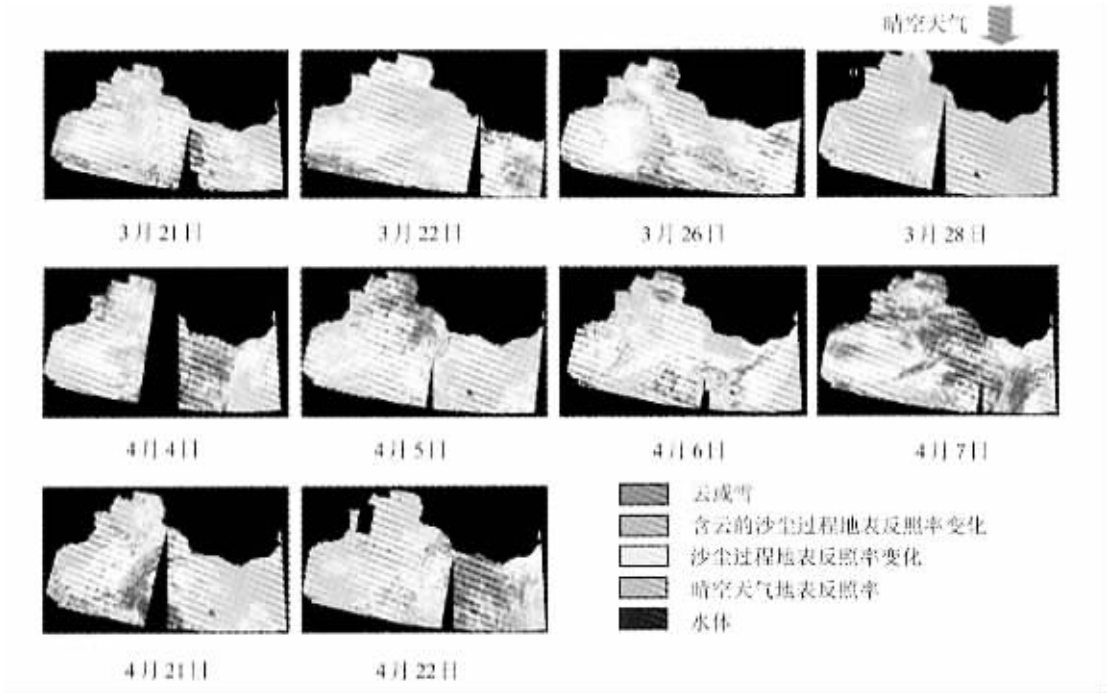 晴空天气
3月21日
3月22日
3月26日
3月28日
4月4日
4月5日
4月6日
4月7日
4月21日
4月22日
云或雪
含云的沙尘过程地表反照率变化
沙尘过程地表反照率变化
晴空天气地表反照率
水体